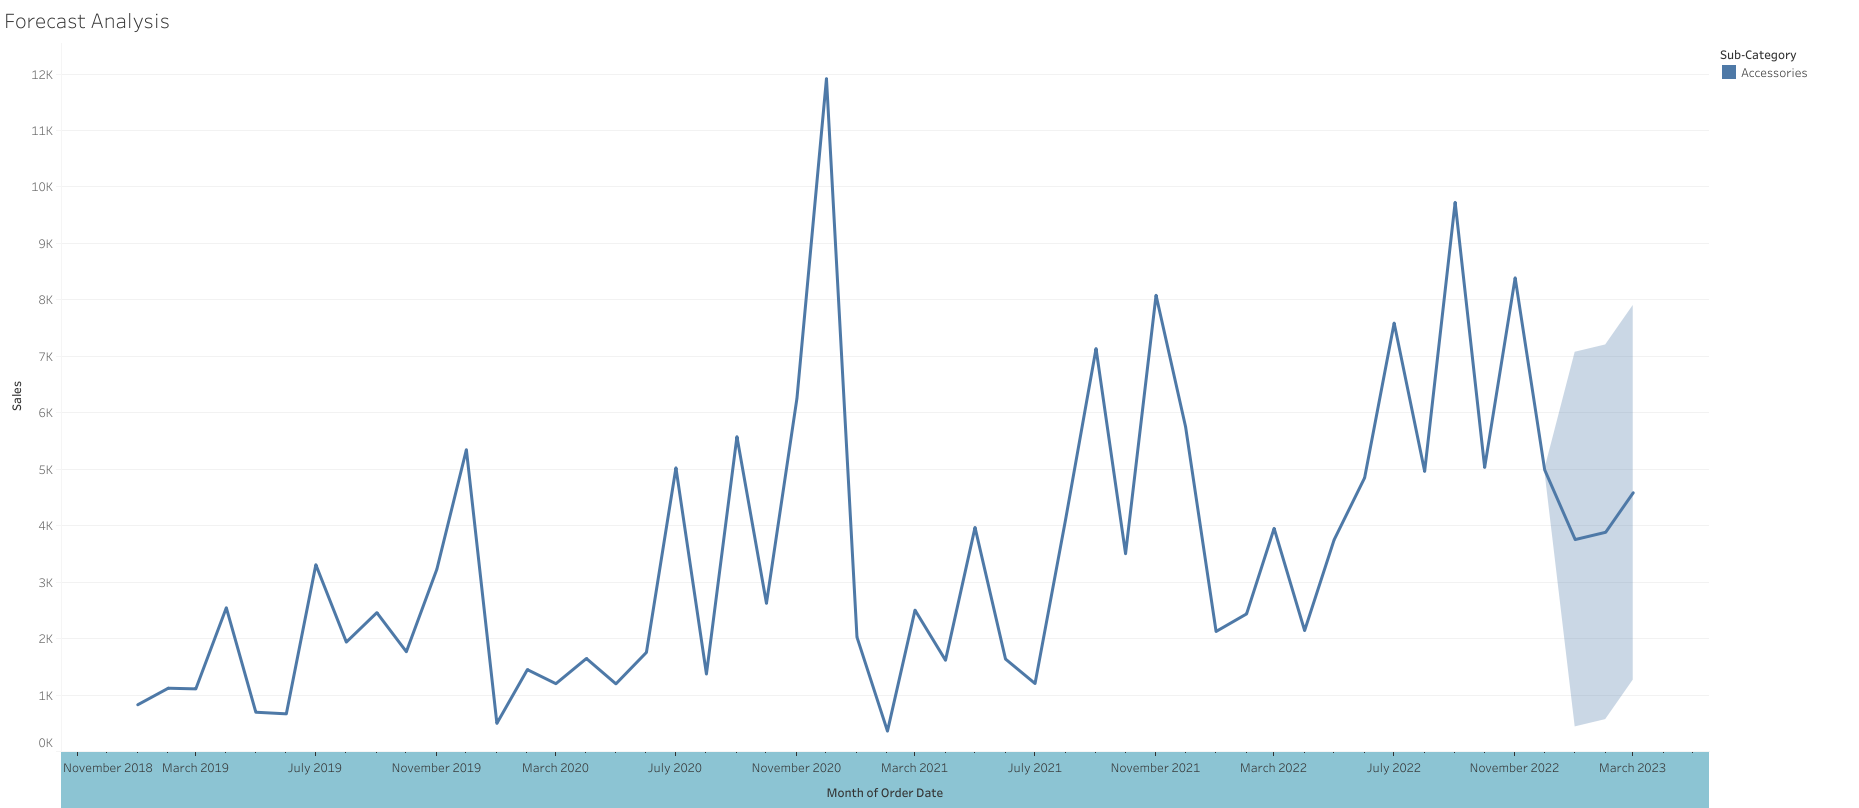 Forecast Analysis
Sub-Category
Accessories
12K
11K
10K
9K
8K
7K
6K
5K
4K
3K
2K
1K
0K
Sales
November 2018 March 2019 July 2019 November 2019 March 2020 July 2020 November 2020 March 2021 July 2021 November 2021 March 2022 July 2022 November 2022 March 2023
Month of Order Date